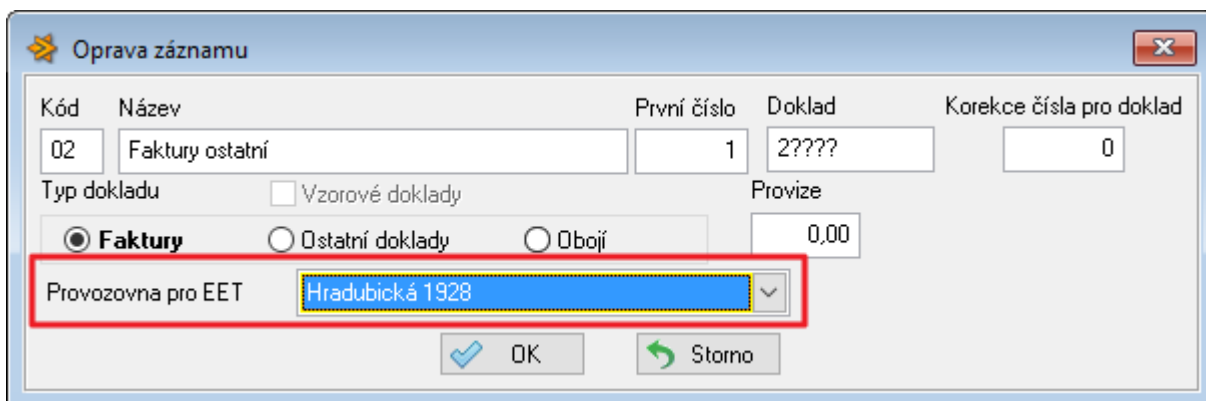 Oprava záznamu
Kód Název První číslo Doklad Korekce čísla pro doklad
02 Faktury ostatní 1 2???? 0
Typ dokladu Vzorové doklady Provize
Faktury Ostatní doklady Obojí 0,00
Provozovna pro EET Hradubická 1928
OK Storno